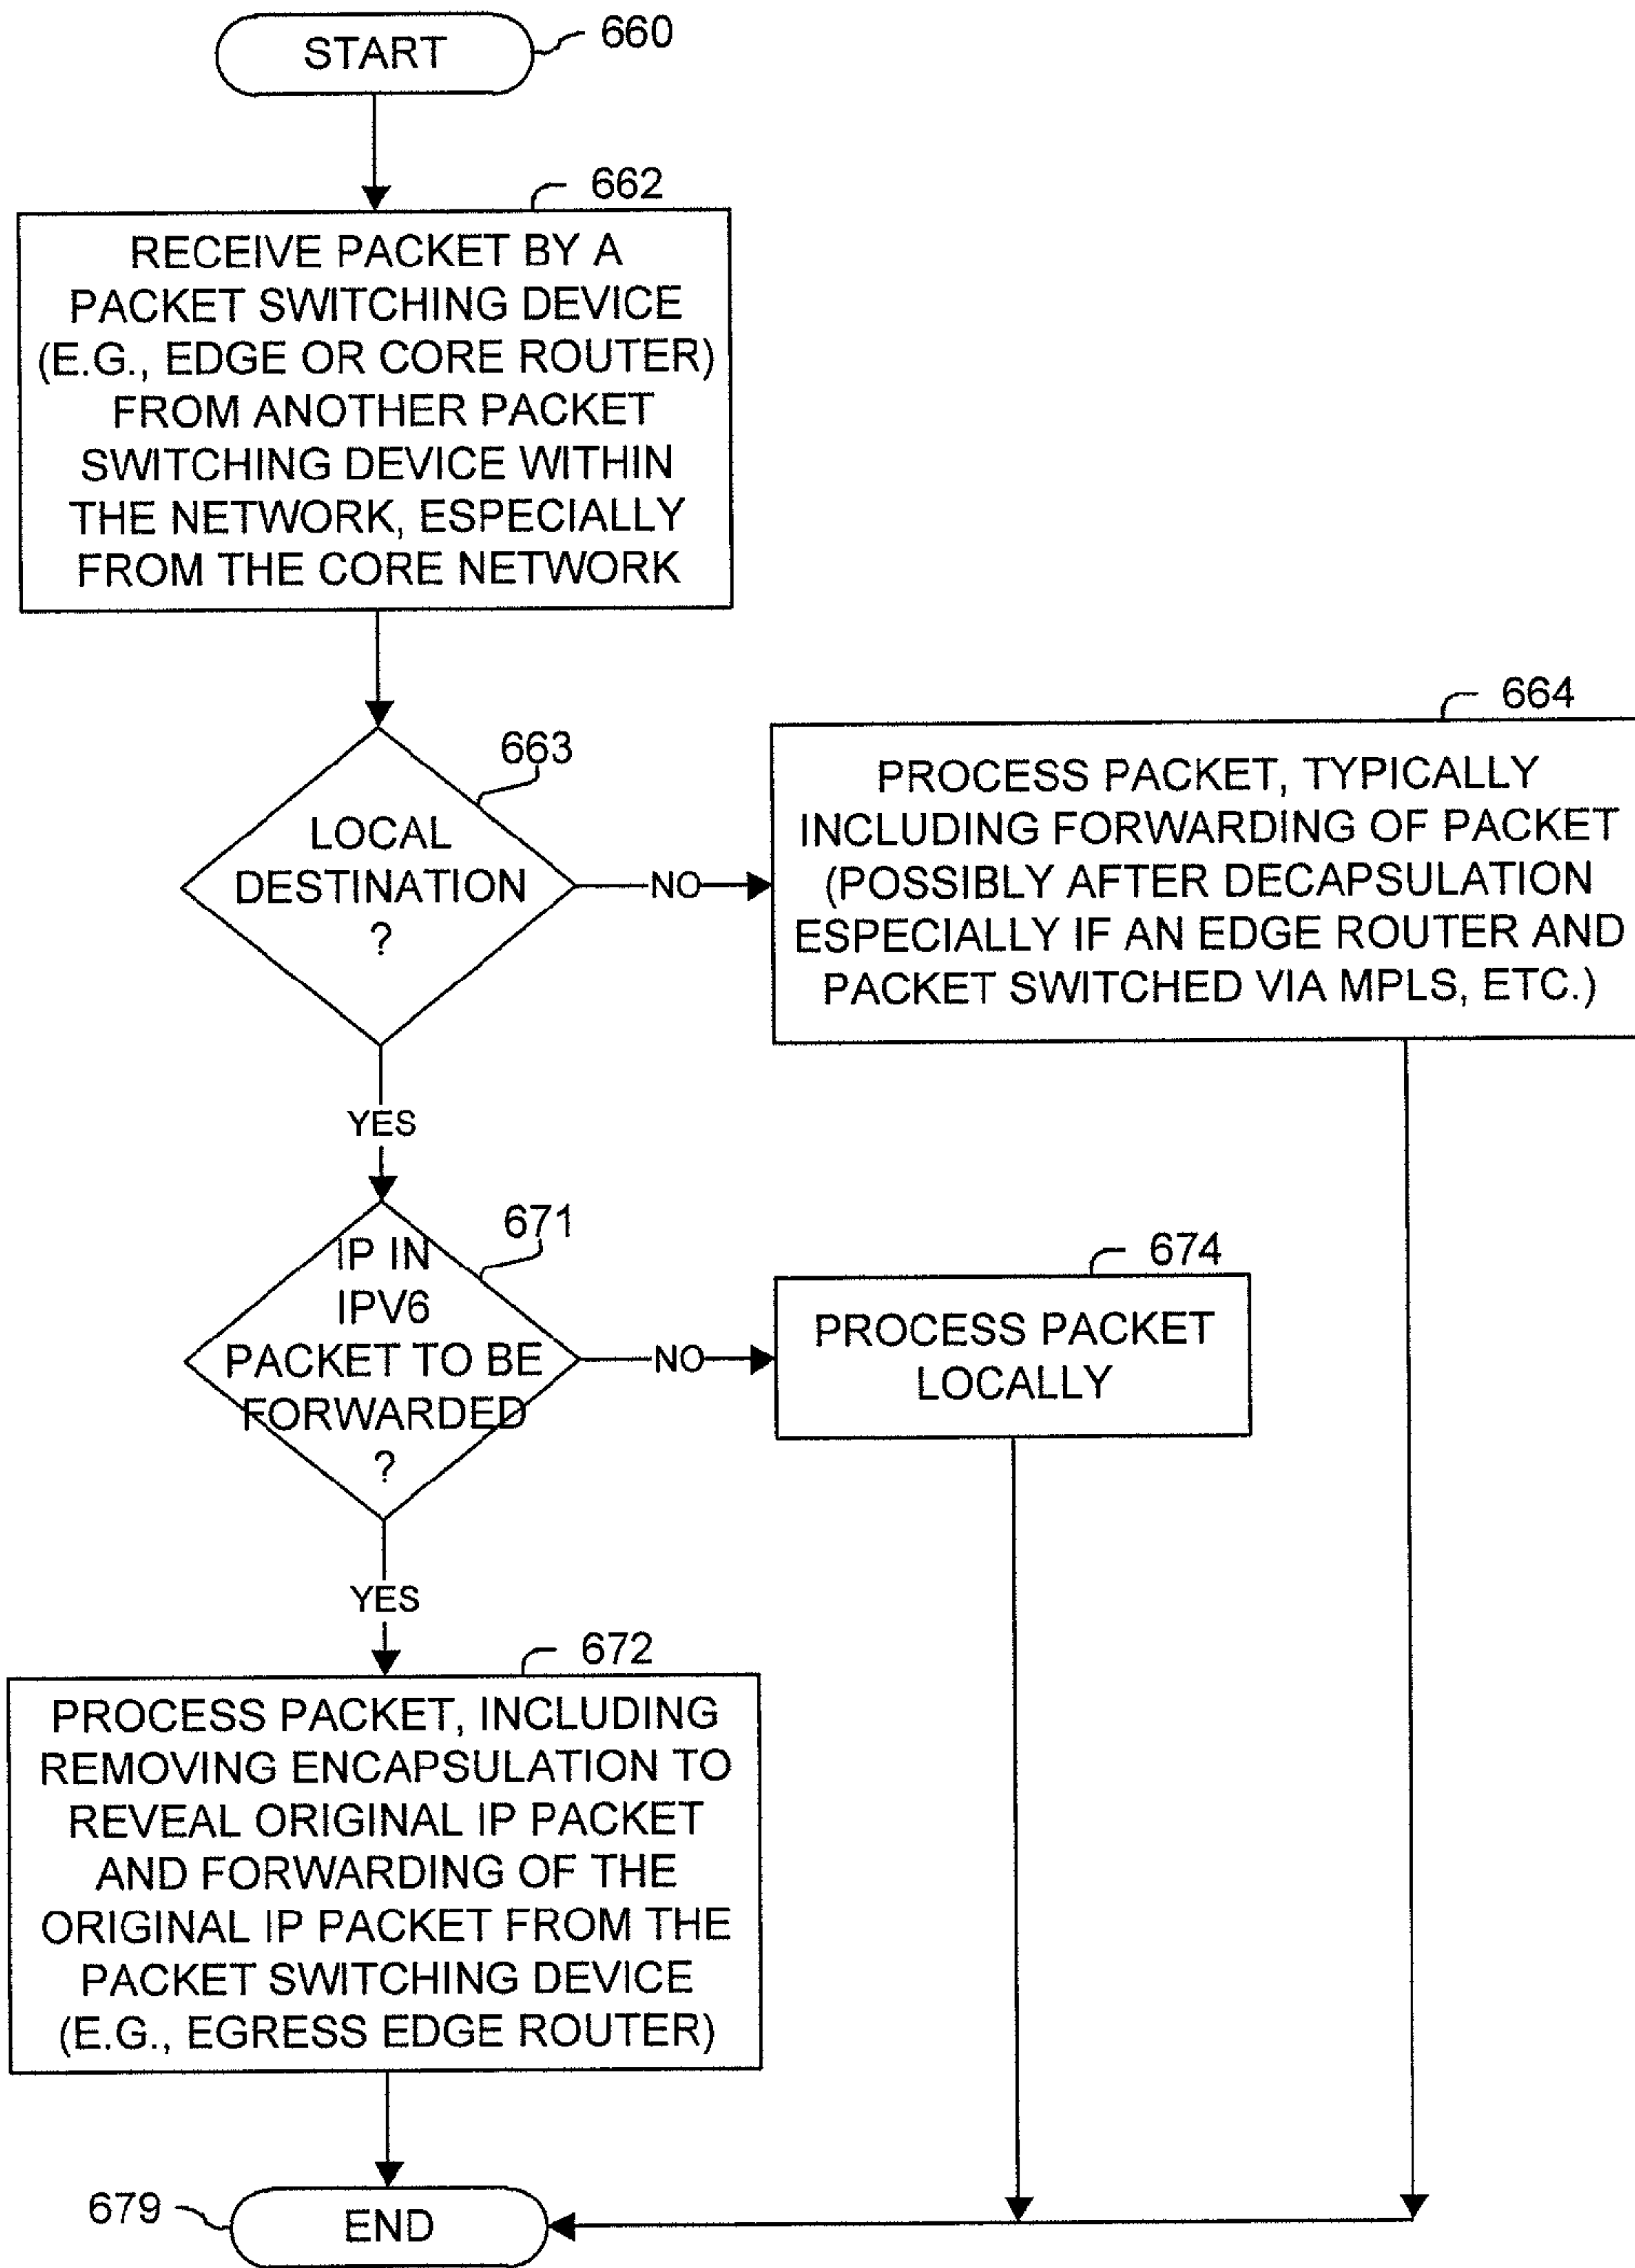 START
660
662
RECEIVE PACKET BY A
PACKET SWITCHING DEVICE
(E.G., EDGE OR CORE ROUTER)
FROM ANOTHER PACKET
SWITCHING DEVICE WITHIN
THE NETWORK, ESPECIALLY
FROM THE CORE NETWORK
663
LOCAL
DESTINATION
?
NO
664
PROCESS PACKET, TYPICALLY
INCLUDING FORWARDING OF PACKET
(POSSIBLY AFTER DECAPSULATION
ESPECIALLY IF AN EDGE ROUTER AND
PACKET SWITCHED VIA MPLS, ETC.)
YES
671
IP IN
IPV6
PACKET TO BE
FORWARDED
?
NO
674
PROCESS PACKET
LOCALLY
YES
672
PROCESS PACKET, INCLUDING
REMOVING ENCAPSULATION TO
REVEAL ORIGINAL IP PACKET
AND FORWARDING OF THE
ORIGINAL IP PACKET FROM THE
PACKET SWITCHING DEVICE
(E.G., EGRESS EDGE ROUTER)
679
END